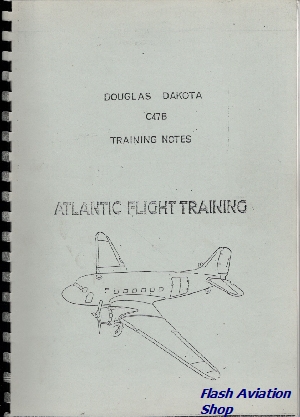 DOUGLAS DAKOTA
C47B
TRAINING NOTES
ATLANTIC FLIGHT TRAINING
Flash Aviation
Shop